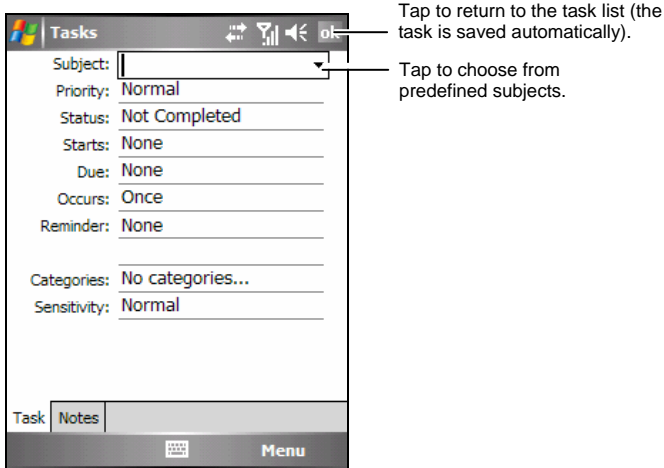 Tasks ok
Subject:
Priority: Normal
Status: Not Completed
Starts: None
Due: None
Occurs: Once
Reminder: None
Categories: No categories...
Sensitivity: Normal
Task Notes
Menu
Tap to return to the task list (the
task is saved automatically).
Tap to choose from
predefined subjects.